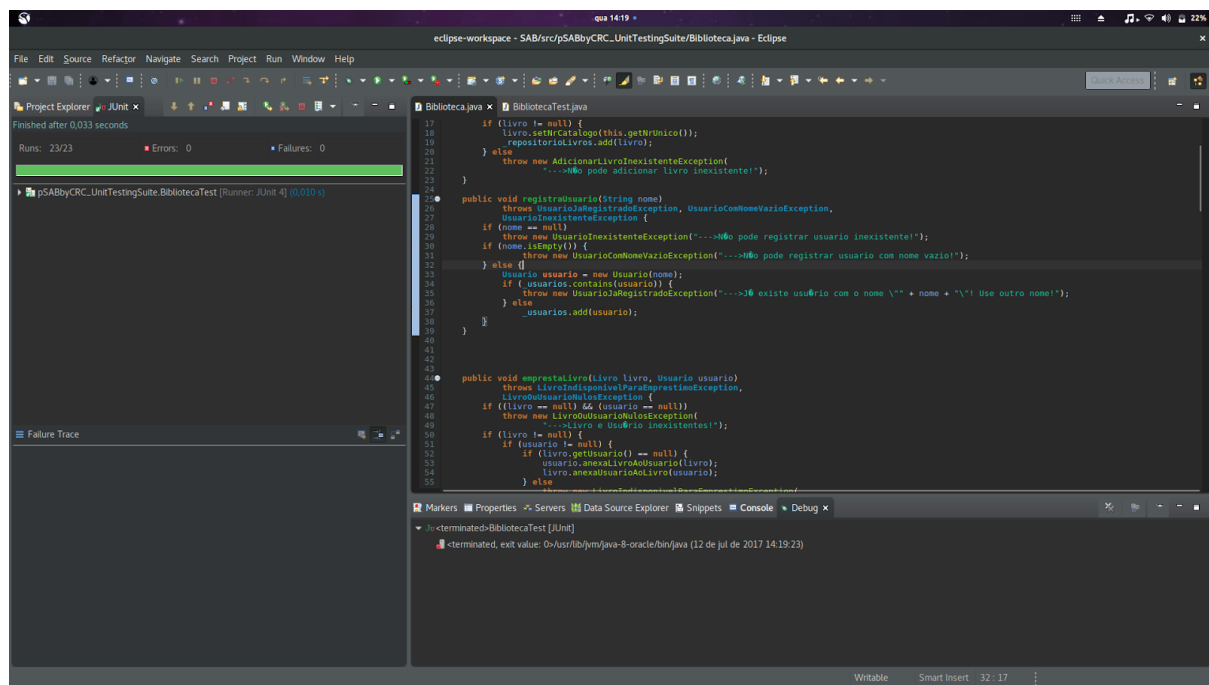 qua 14:19
22%
eclipse-workspace - SAB/src/pSABbyCRC_UnitTestingSuite/Biblioteca.java - Eclipse
File Edit Source Refactor Navigate Search Project Run Window Help
Quick Access
Project Explorer JUnit
Finished after 0,033 seconds
Runs: 23/23 Errors: 0 Failures: 0
pSABbyCRC_UnitTestingSuite.BibliotecaTest [Runner: JUnit 4] (0,010 s)
Failure Trace
Biblioteca.java BibliotecaTest.java
17 if (livro != null) {
18 livro.setNrCatalogo(this.getNrUnico());
19 _repositorioLivros.add(livro);
20 } else
21 throw new AdicionarLivroInexistenteException(
22 "--->N�o pode adicionar livro inexistente!");
23 }
24
25 public void registraUsuario(String nome)
26 throws UsuarioJaRegistradoException, UsuarioComNomeVazioException,
27 UsuarioInexistenteException {
28 if (nome == null)
29 throw new UsuarioInexistenteException("--->N�o pode registrar usuario inexistente!");
30 if (nome.isEmpty()) {
31 throw new UsuarioComNomeVazioException("--->N�o pode registrar usuario com nome vazio!");
32 } else {
33 Usuario usuario = new Usuario(nome);
34 if (_usuarios.contains(usuario)) {
35 throw new UsuarioJaRegistradoException("--->J� existe usu�rio com o nome \"" + nome + "\"! Use outro nome!");
36 } else
37 _usuarios.add(usuario);
38 }
39 }
40
41
42
43
44 public void emprestaLivro(Livro livro, Usuario usuario)
45 throws LivroIndisponivelParaEmprestimoException,
46 LivroOuUsuarioNulosException {
47 if ((livro == null) && (usuario == null))
48 throw new LivroOuUsuarioNulosException(
49 "--->Livro e Usu�rio inexistentes!");
50 if (livro != null) {
51 if (usuario != null) {
52 if (livro.getUsuario() == null) {
53 usuario.anexaLivroAoUsuario(livro);
54 livro.anexaUsuarioAoLivro(usuario);
55 } else
throw new LivroIndisponivelParaEmprestimoException(
Markers Properties Servers Data Source Explorer Snippets Console Debug
<terminated>BibliotecaTest [JUnit]
<terminated, exit value: 0>/usr/lib/jvm/java-8-oracle/bin/java (12 de jul de 2017 14:19:23)
Writable Smart Insert 32 : 17